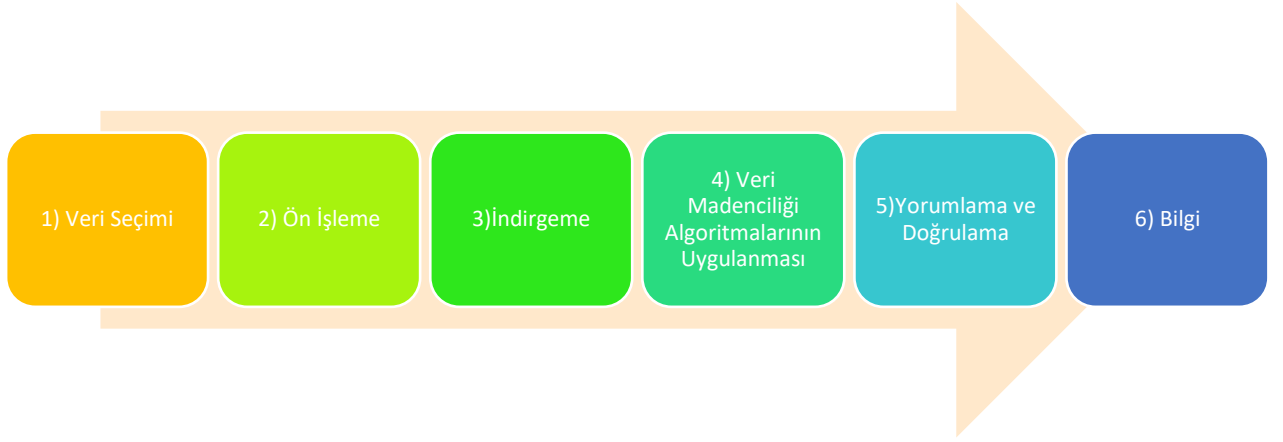 1) Veri Seçimi
2) Ön İşleme
3)İndirgeme
4) Veri
Madenciliği
Algoritmalarının
Uygulanması
5)Yorumlama ve
Doğrulama
6) Bilgi